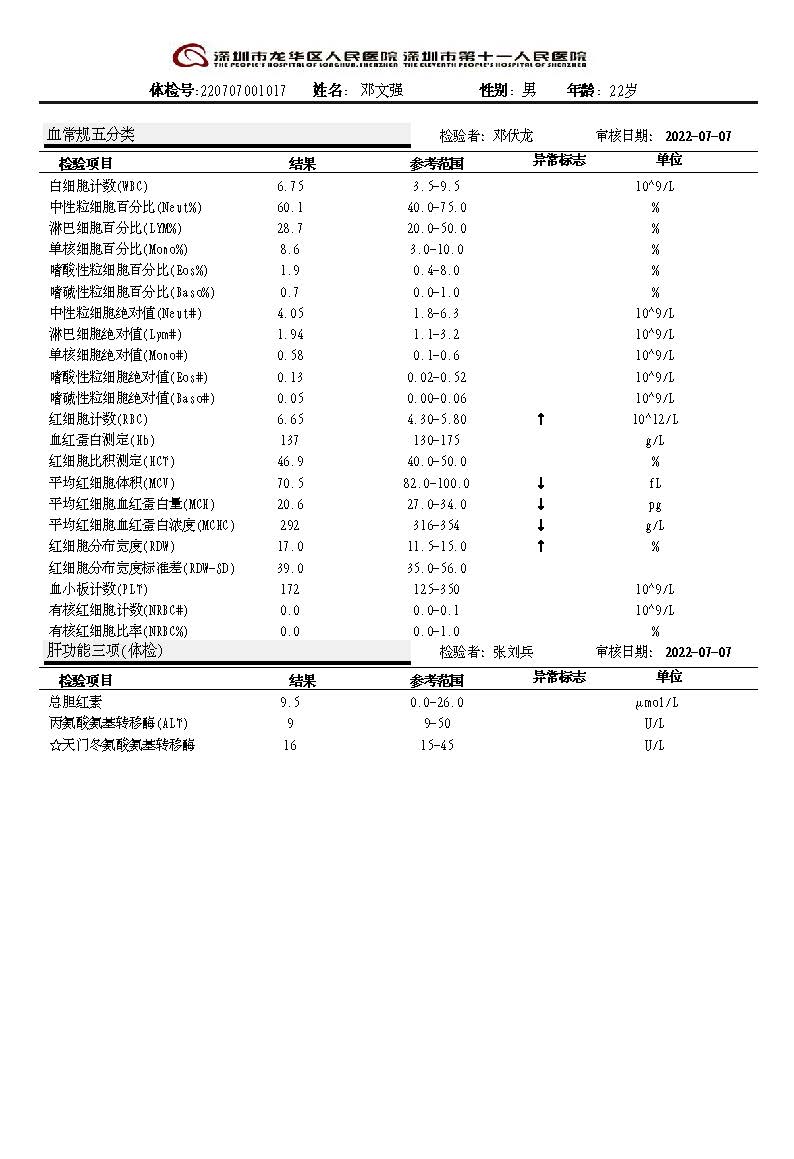 深圳市龙华区人民医院 深圳市第十一人民医院
THE PEOPLE'S HOSPITAL OF LONGHUA.SHENZHEN THE ELEVENTH PEOPLE'S HOSPITAL OF SHENZHEN
体检号:220707001017 姓名: 邓文强 性别: 男 年龄: 22岁
血常规五分类 检验者: 邓伏龙 审核日期: 2022-07-07
检验项目 结果 参考范围 异常标志 单位
白细胞计数(WBC) 6.75 3.5-9.5 10^9/L
中性粒细胞百分比(Neut%) 60.1 40.0-75.0 %
淋巴细胞百分比(LYM%) 28.7 20.0-50.0 %
单核细胞百分比(Mono%) 8.6 3.0-10.0 %
嗜酸性粒细胞百分比(Eos%) 1.9 0.4-8.0 %
嗜碱性粒细胞百分比(Baso%) 0.7 0.0-1.0 %
中性粒细胞绝对值(Neut#) 4.05 1.8-6.3 10^9/L
淋巴细胞绝对值(Lym#) 1.94 1.1-3.2 10^9/L
单核细胞绝对值(Mono#) 0.58 0.1-0.6 10^9/L
嗜酸性粒细胞绝对值(Eos#) 0.13 0.02-0.52 10^9/L
嗜碱性粒细胞绝对值(Baso#) 0.05 0.00-0.06 10^9/L
红细胞计数(RBC) 6.65 4.30-5.80 ↑ 10^12/L
血红蛋白测定(Hb) 137 130-175 g/L
红细胞比积测定(HCT) 46.9 40.0-50.0 %
平均红细胞体积(MCV) 70.5 82.0-100.0 ↓ fL
平均红细胞血红蛋白量(MCH) 20.6 27.0-34.0 ↓ pg
平均红细胞血红蛋白浓度(MCHC) 292 316-354 ↓ g/L
红细胞分布宽度(RDW) 17.0 11.5-15.0 ↑ %
红细胞分布宽度标准差(RDW-SD) 39.0 35.0-56.0
血小板计数(PLT) 172 125-350 10^9/L
有核红细胞计数(NRBC#) 0.0 0.0-0.1 10^9/L
有核红细胞比率(NRBC%) 0.0 0.0-1.0 %
肝功能三项(体检) 检验者: 张刘兵 审核日期: 2022-07-07
检验项目 结果 参考范围 异常标志 单位
总胆红素 9.5 0.0-26.0 μmol/L
丙氨酸氨基转移酶(ALT) 9 9-50 U/L
☆天门冬氨酸氨基转移酶 16 15-45 U/L